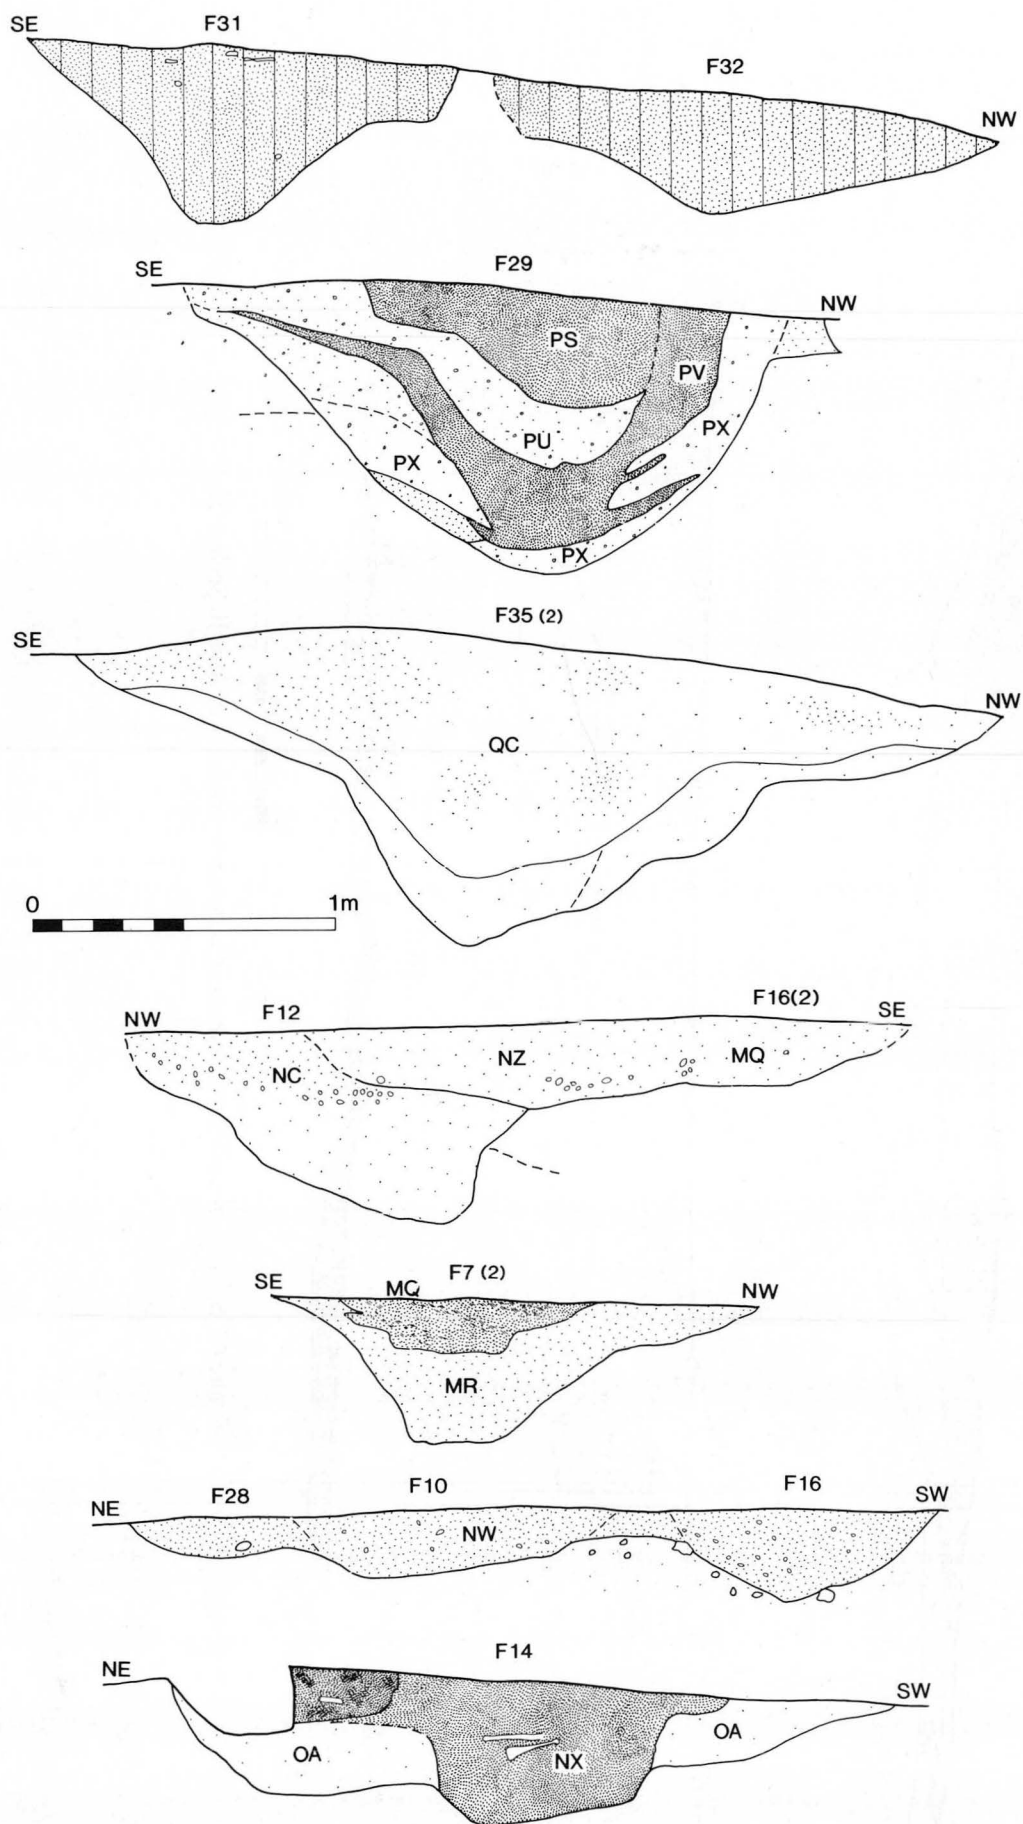 SE F31
F32
NW
SE F29
NW
PS
PV
PX
PU
PX
PX
F35 (2)
SE
NW
QC
0 1m
NW F12 F16(2) SE
NZ MQ
NC
SE MQ F7 (2) NW
MR
NE F28 F10 F16 SW
NW
F14
NE
SW
OA OA
NX